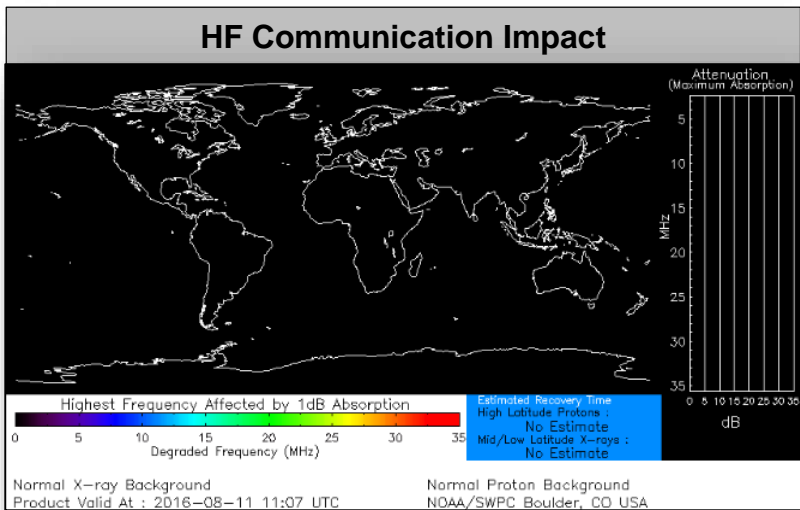 HF Communication Impact
Attenuation
(Maximum Absorption)
5
10
15
20
25
30
35
MHz
0 5 10 15 20 25 30 35
dB
Highest Frequency Affected by 1dB Absorption
0 5 10 15 20 25 30 35
Degraded Frequency (MHz)
Estimated Recovery Time
High Latitude Protons :
No Estimate
Mid/Low Latitude X-rays :
No Estimate
Normal X-ray Background
Product Valid At : 2016-08-11 11:07 UTC
Normal Proton Background
NOAA/SWPC Boulder, CO USA